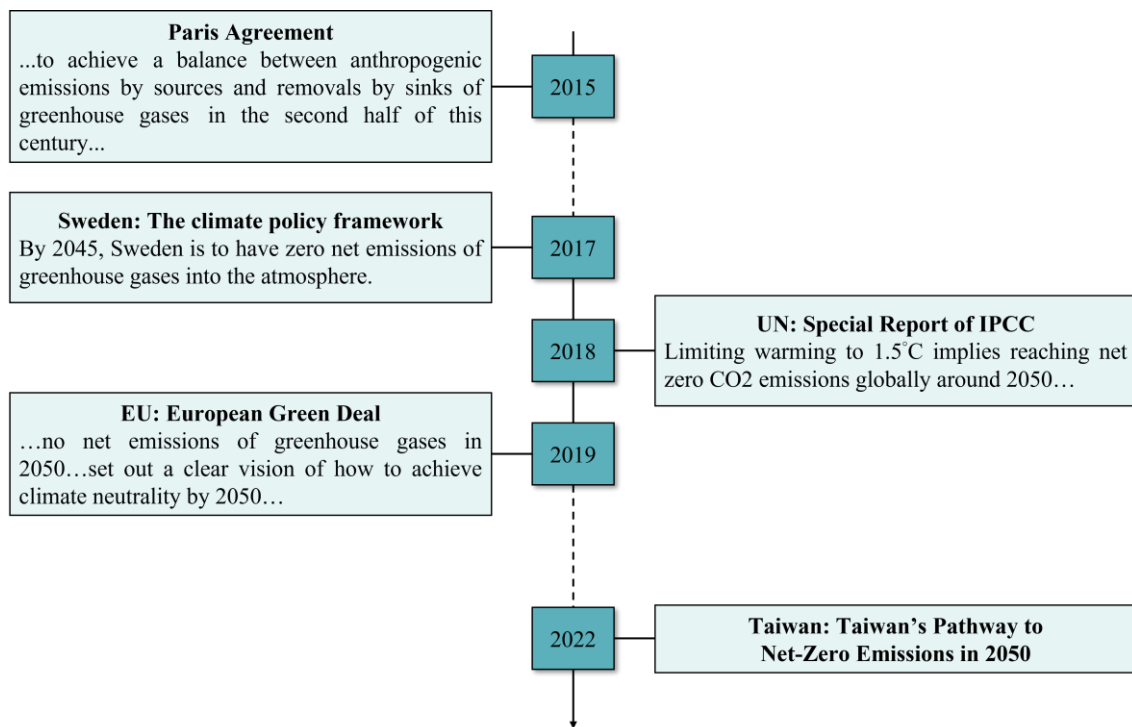 Paris Agreement
...to achieve a balance between anthropogenic
emissions by sources and removals by sinks of
greenhouse gases in the second half of this
century...
2015
Sweden: The climate policy framework
By 2045, Sweden is to have zero net emissions of
greenhouse gases into the atmosphere.
2017
UN: Special Report of IPCC
Limiting warming to 1.5°C implies reaching net
zero CO2 emissions globally around 2050…
2018
EU: European Green Deal
…no net emissions of greenhouse gases in
2050…set out a clear vision of how to achieve
climate neutrality by 2050…
2019
2022
Taiwan: Taiwan’s Pathway to
Net-Zero Emissions in 2050